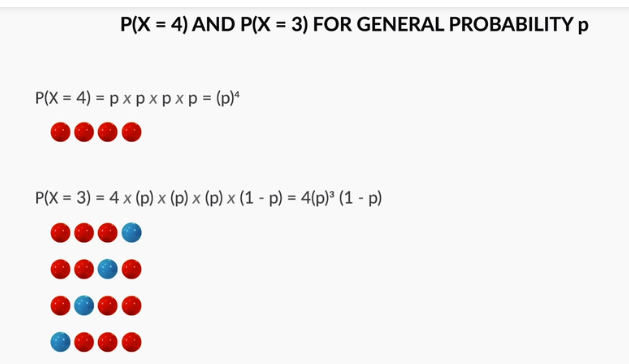 P(X = 4) AND P(X = 3) FOR GENERAL PROBABILITY p
P(X = 4) = p x p x p x p = (p)⁴
P(X = 3) = 4 x (p) x (p) x (p) x (1 - p) = 4(p)³ (1 - p)